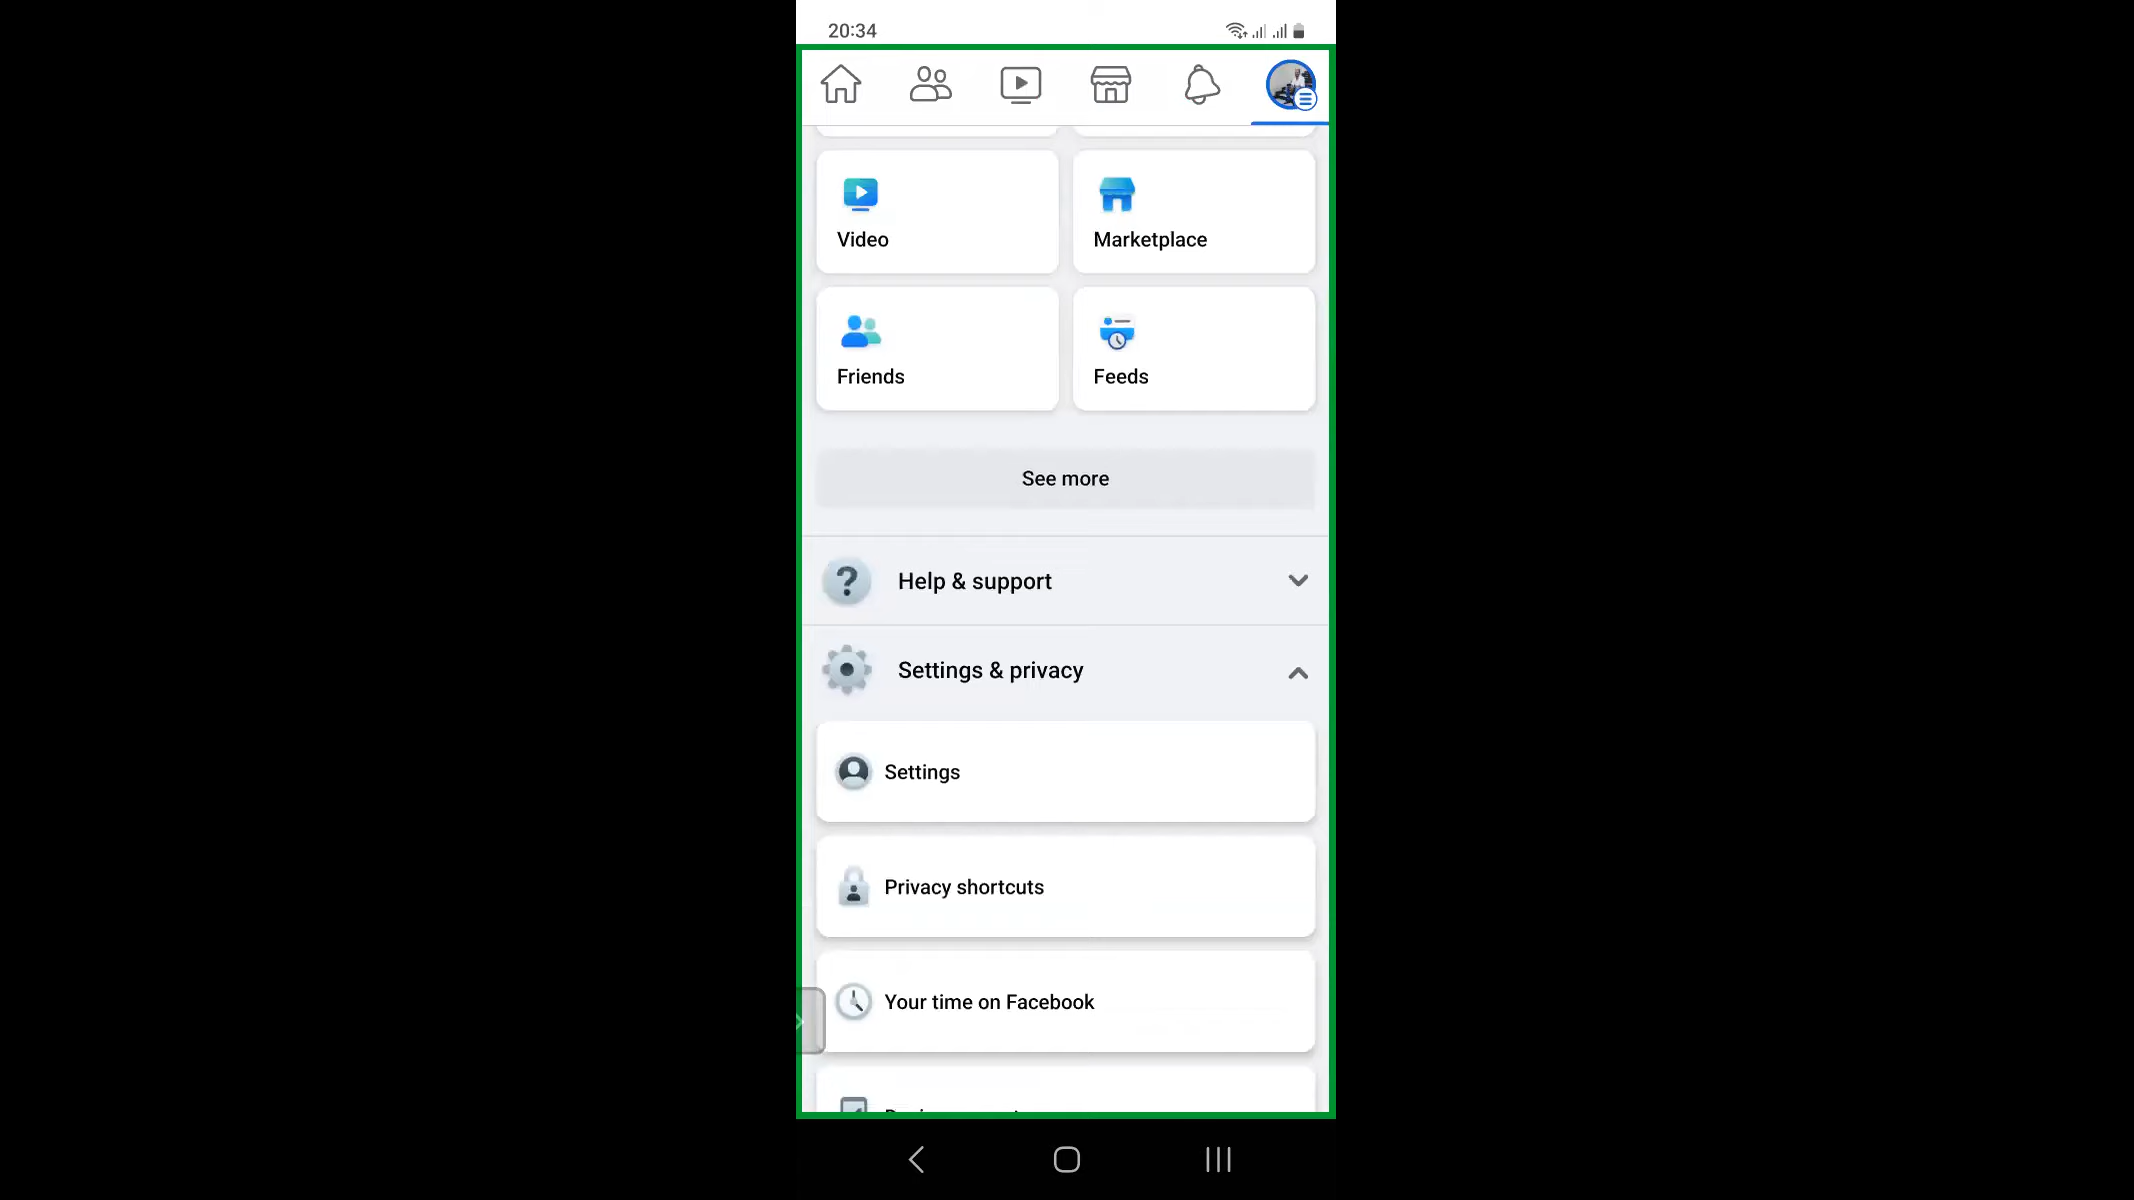 20:34
Video
Marketplace
Friends
Feeds
See more
Help & support
Settings & privacy
Settings
Privacy shortcuts
Your time on Facebook